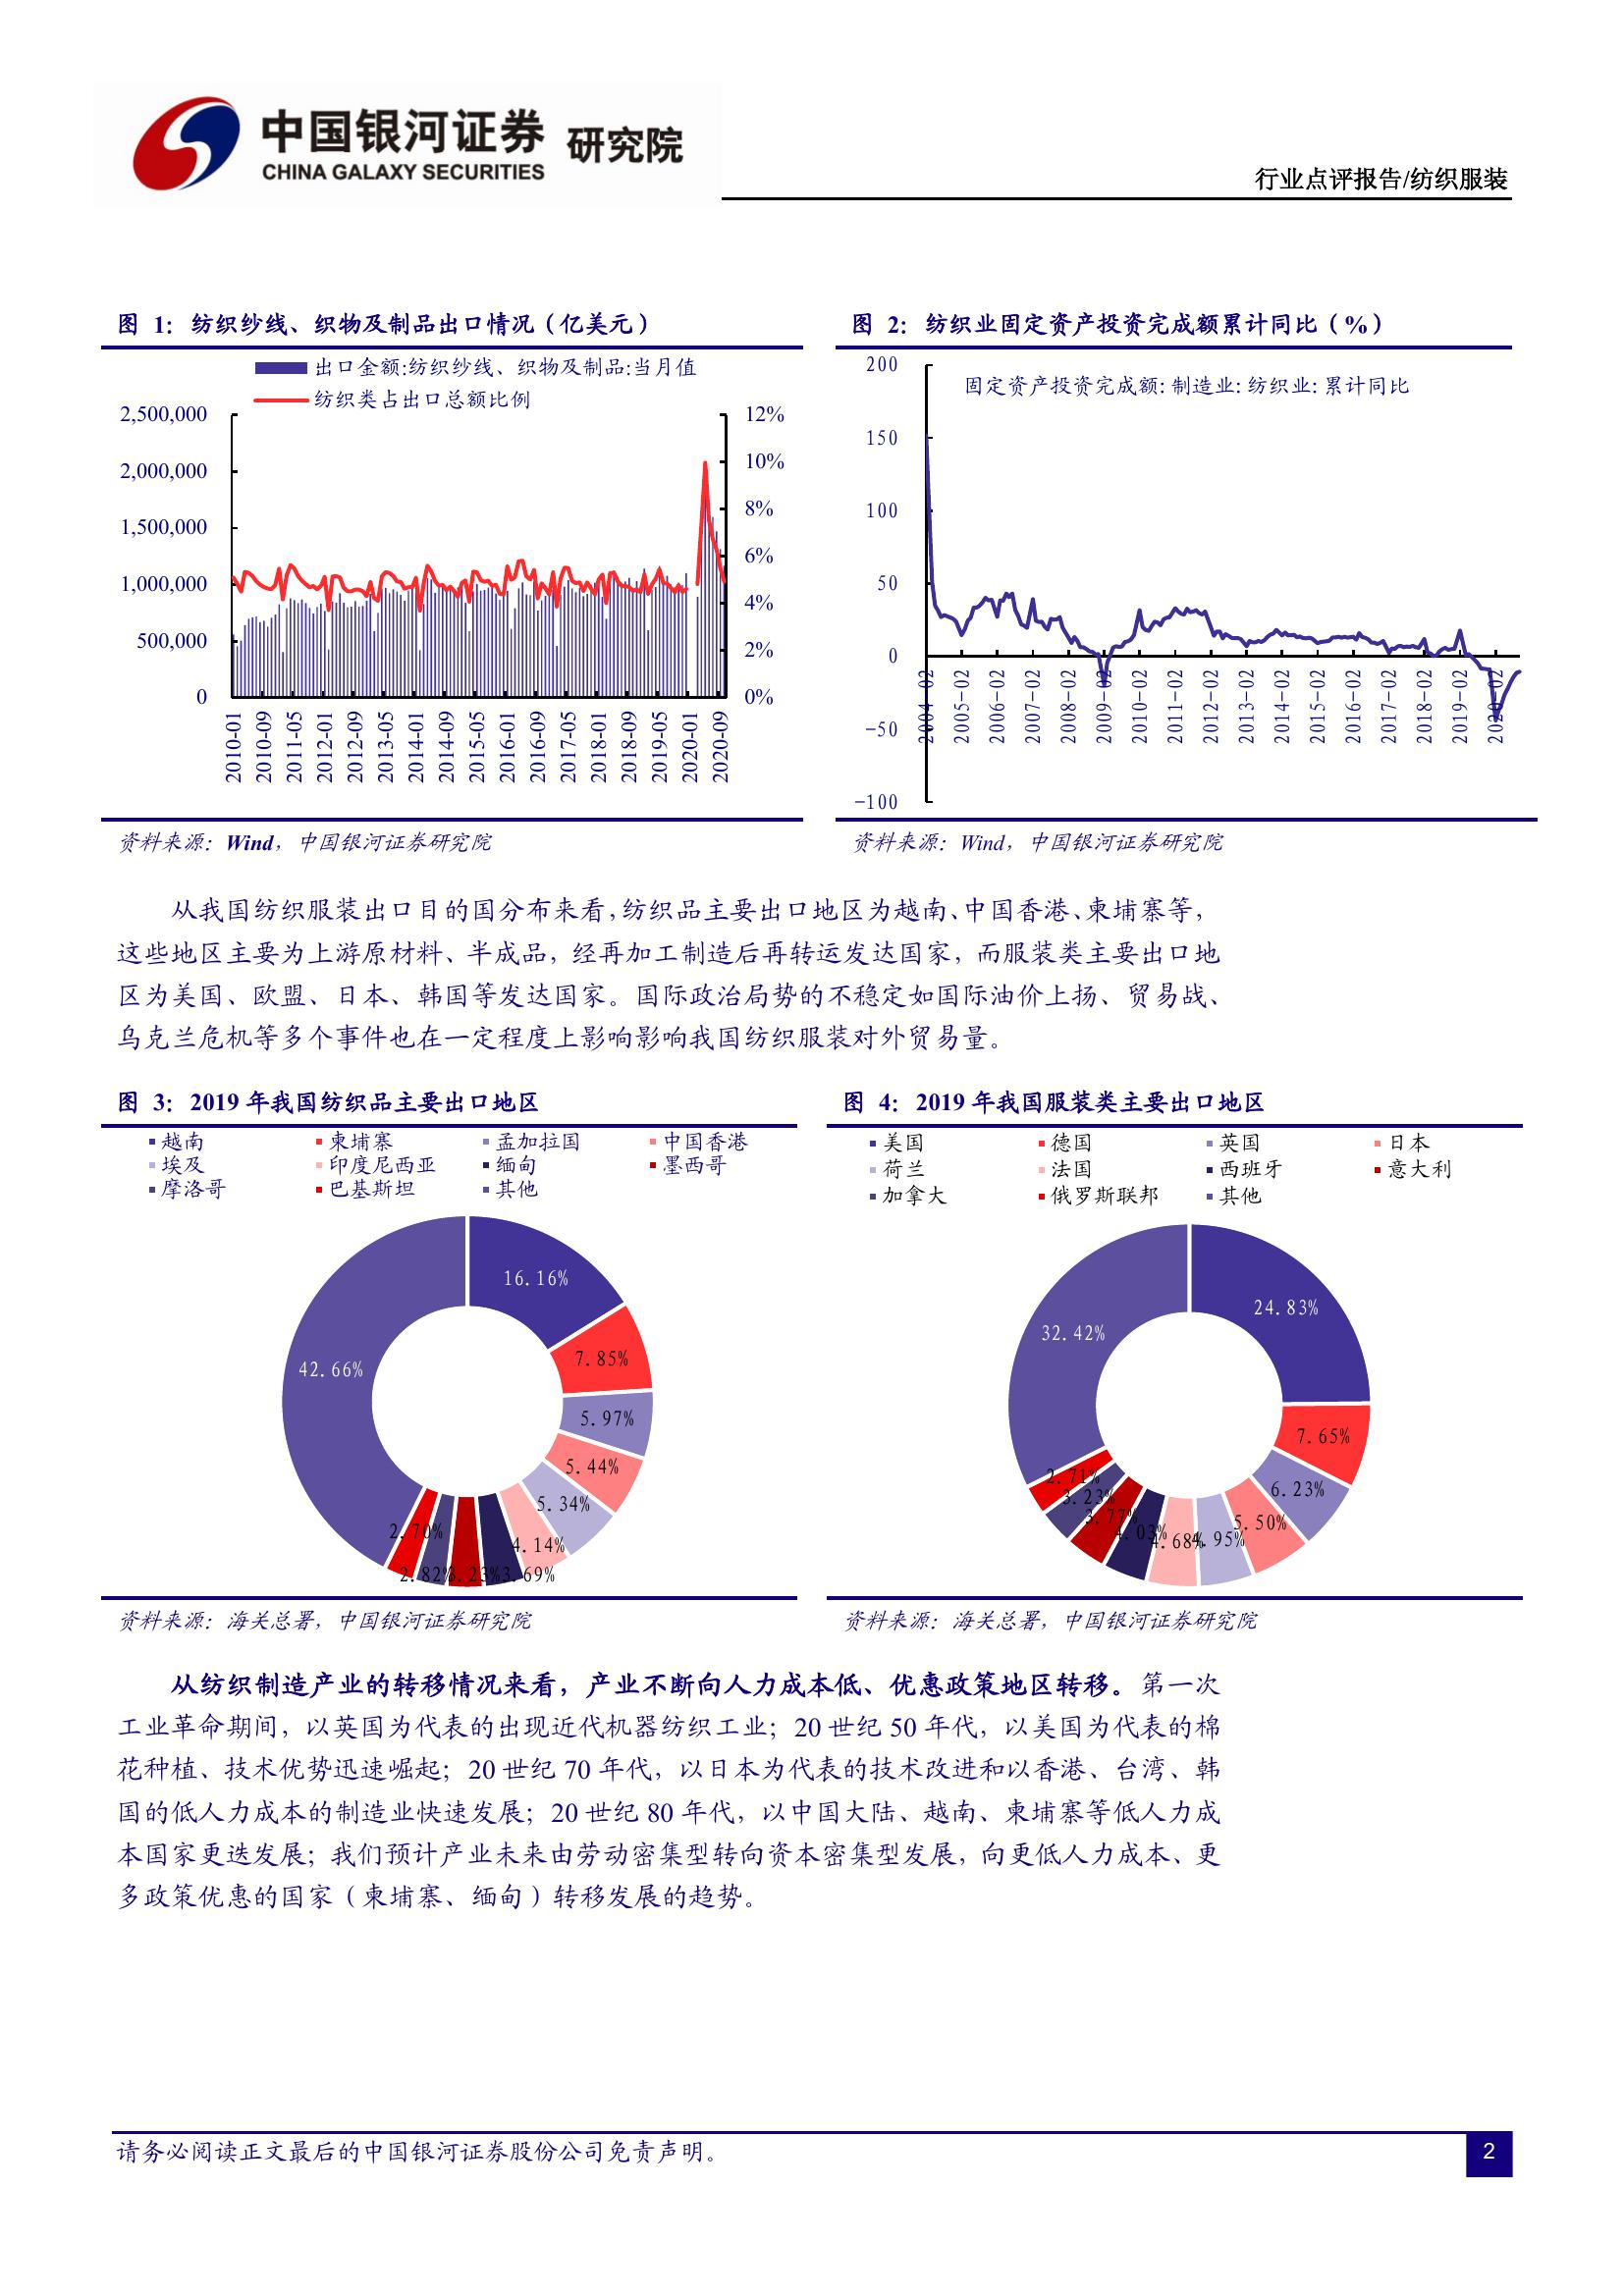 中国银河证券 研究院
CHINA GALAXY SECURITIES
行业点评报告/纺织服装
图 1：纺织纱线、织物及制品出口情况（亿美元）
出口金额:纺织纱线、织物及制品:当月值
纺织类占出口总额比例
2,500,000
2,000,000
1,500,000
1,000,000
500,000
0
12%
10%
8%
6%
4%
2%
0%
2010-01
2010-09
2011-05
2012-01
2012-09
2013-05
2014-01
2014-09
2015-05
2016-01
2016-09
2017-05
2018-01
2018-09
2019-05
2020-01
2020-09
资料来源：Wind，中国银河证券研究院
图 2：纺织业固定资产投资完成额累计同比（%）
固定资产投资完成额:制造业:纺织业:累计同比
200
150
100
50
0
-50
-100
2004-02
2005-02
2006-02
2007-02
2008-02
2009-02
2010-02
2011-02
2012-02
2013-02
2014-02
2015-02
2016-02
2017-02
2018-02
2019-02
2020-02
资料来源：Wind，中国银河证券研究院
从我国纺织服装出口目的国分布来看，纺织品主要出口地区为越南、中国香港、柬埔寨等，
这些地区主要为上游原材料、半成品，经再加工制造后再转运发达国家，而服装类主要出口地
区为美国、欧盟、日本、韩国等发达国家。国际政治局势的不稳定如国际油价上扬、贸易战、
乌克兰危机等多个事件也在一定程度上影响影响我国纺织服装对外贸易量。
图 3：2019 年我国纺织品主要出口地区
越南 柬埔寨 孟加拉国 中国香港
埃及 印度尼西亚 缅甸 墨西哥
摩洛哥 巴基斯坦 其他
16.16%
7.85%
5.97%
5.44%
5.34%
4.14%
3.69%
3.23%
2.82%
2.70%
42.66%
资料来源：海关总署，中国银河证券研究院
图 4：2019 年我国服装类主要出口地区
美国 德国 英国 日本
荷兰 法国 西班牙 意大利
加拿大 俄罗斯联邦 其他
24.83%
7.65%
6.23%
5.50%
4.95%
4.68%
4.03%
3.77%
3.23%
2.71%
32.42%
资料来源：海关总署，中国银河证券研究院
从纺织制造产业的转移情况来看，产业不断向人力成本低、优惠政策地区转移。第一次
工业革命期间，以英国为代表的出现近代机器纺织工业；20 世纪 50 年代，以美国为代表的棉
花种植、技术优势迅速崛起；20 世纪 70 年代，以日本为代表的技术改进和以香港、台湾、韩
国的低人力成本的制造业快速发展；20 世纪 80 年代，以中国大陆、越南、柬埔寨等低人力成
本国家更迭发展；我们预计产业未来由劳动密集型转向资本密集型发展，向更低人力成本、更
多政策优惠的国家（柬埔寨、缅甸）转移发展的趋势。
请务必阅读正文最后的中国银河证券股份公司免责声明。
2